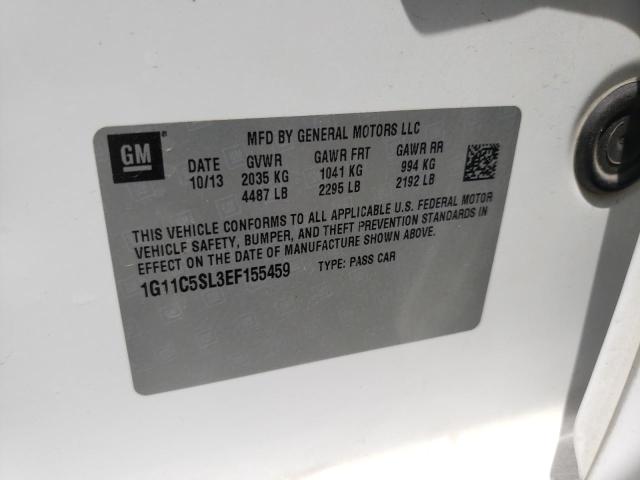 GM
MFD BY GENERAL MOTORS LLC
DATE GVWR GAWR FRT GAWR RR
10/13 2035 KG 1041 KG 994 KG
4487 LB 2295 LB 2192 LB
THIS VEHICLE CONFORMS TO ALL APPLICABLE U.S. FEDERAL MOTOR
VEHICLE SAFETY, BUMPER, AND THEFT PREVENTION STANDARDS IN
EFFECT ON THE DATE OF MANUFACTURE SHOWN ABOVE.
1G11C5SL3EF155459 TYPE: PASS CAR